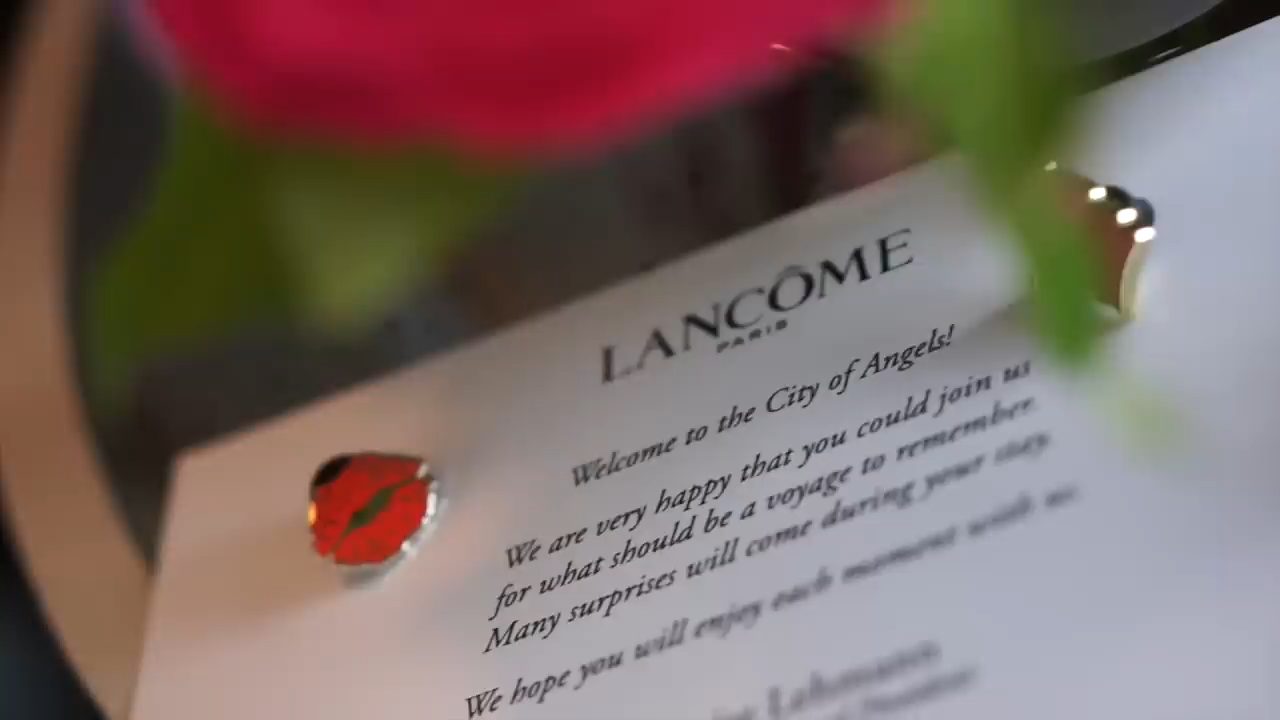 LANCÔME
PARIS
Welcome to the City of Angels!
We are very happy that you could join us
for what should be a voyage to remember.
Many surprises will come during your stay.
We hope you will enjoy each moment with us.
Lehmann